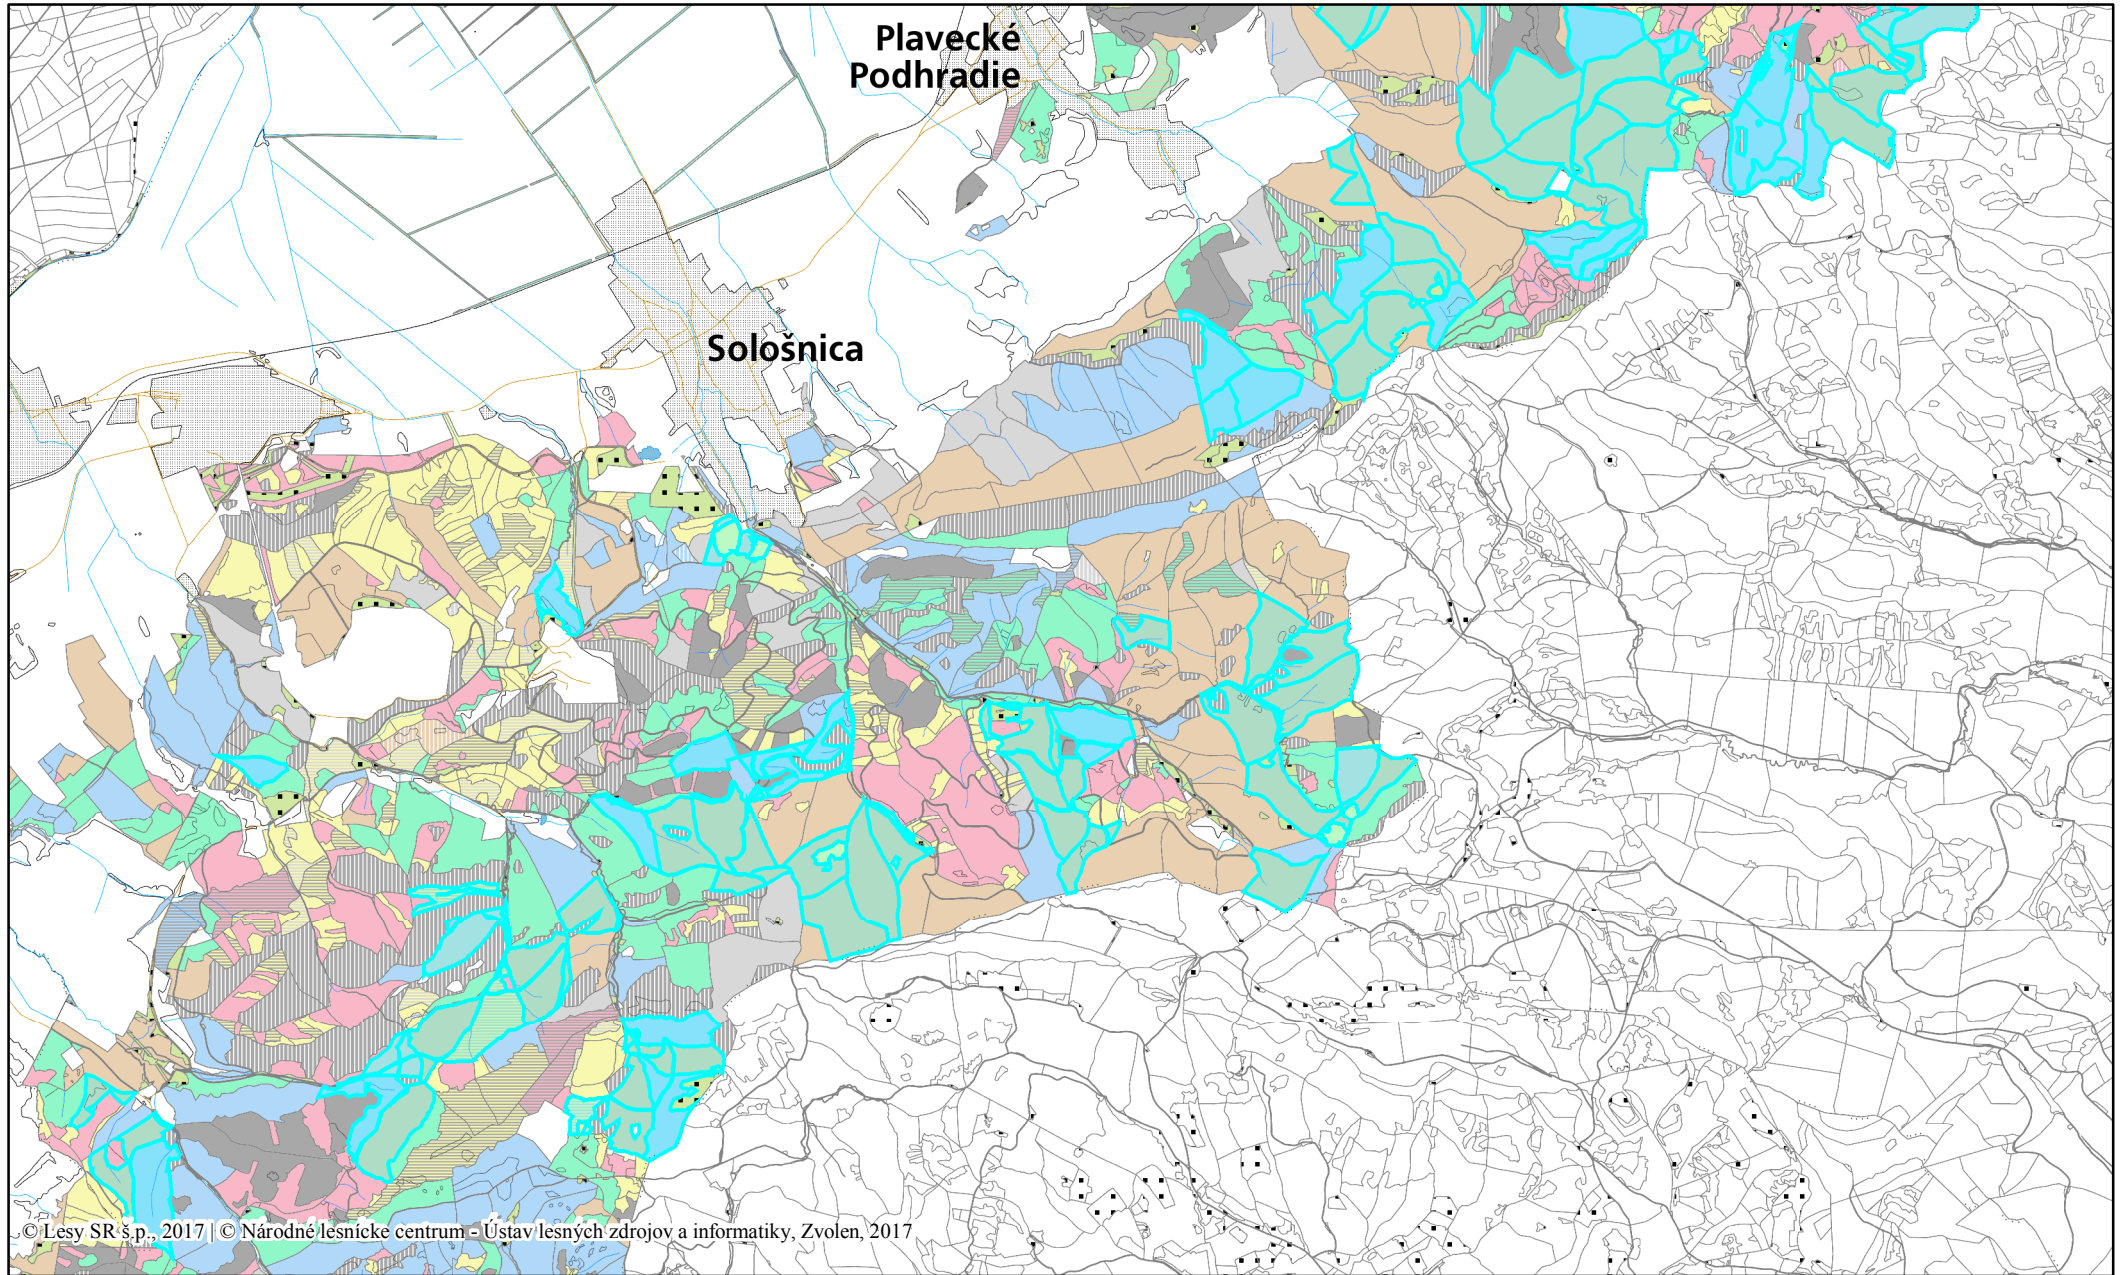 Plavecké
Podhradie
Sološnica
© Lesy SR š.p., 2017 | © Národné lesnícke centrum - Ústav lesných zdrojov a informatiky, Zvolen, 2017